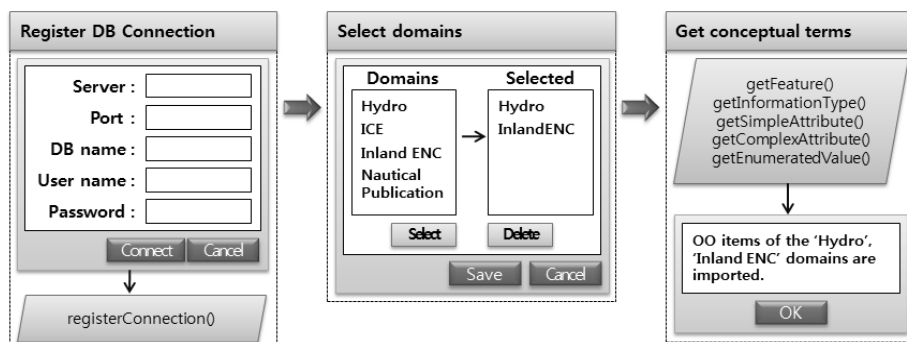 Register DB Connection
Server :
Port :
DB name :
User name :
Password :
Connect
Cancel
registerConnection()
Select domains
Domains
Hydro
ICE
Inland ENC
Nautical
Publication
Select
Selected
Hydro
InlandENC
Delete
Save
Cancel
Get conceptual terms
getFeature()
getInformationType()
getSimpleAttribute()
getComplexAttribute()
getEnumeratedValue()
OO items of the ‘Hydro’,
‘Inland ENC’ domains are
imported.
OK